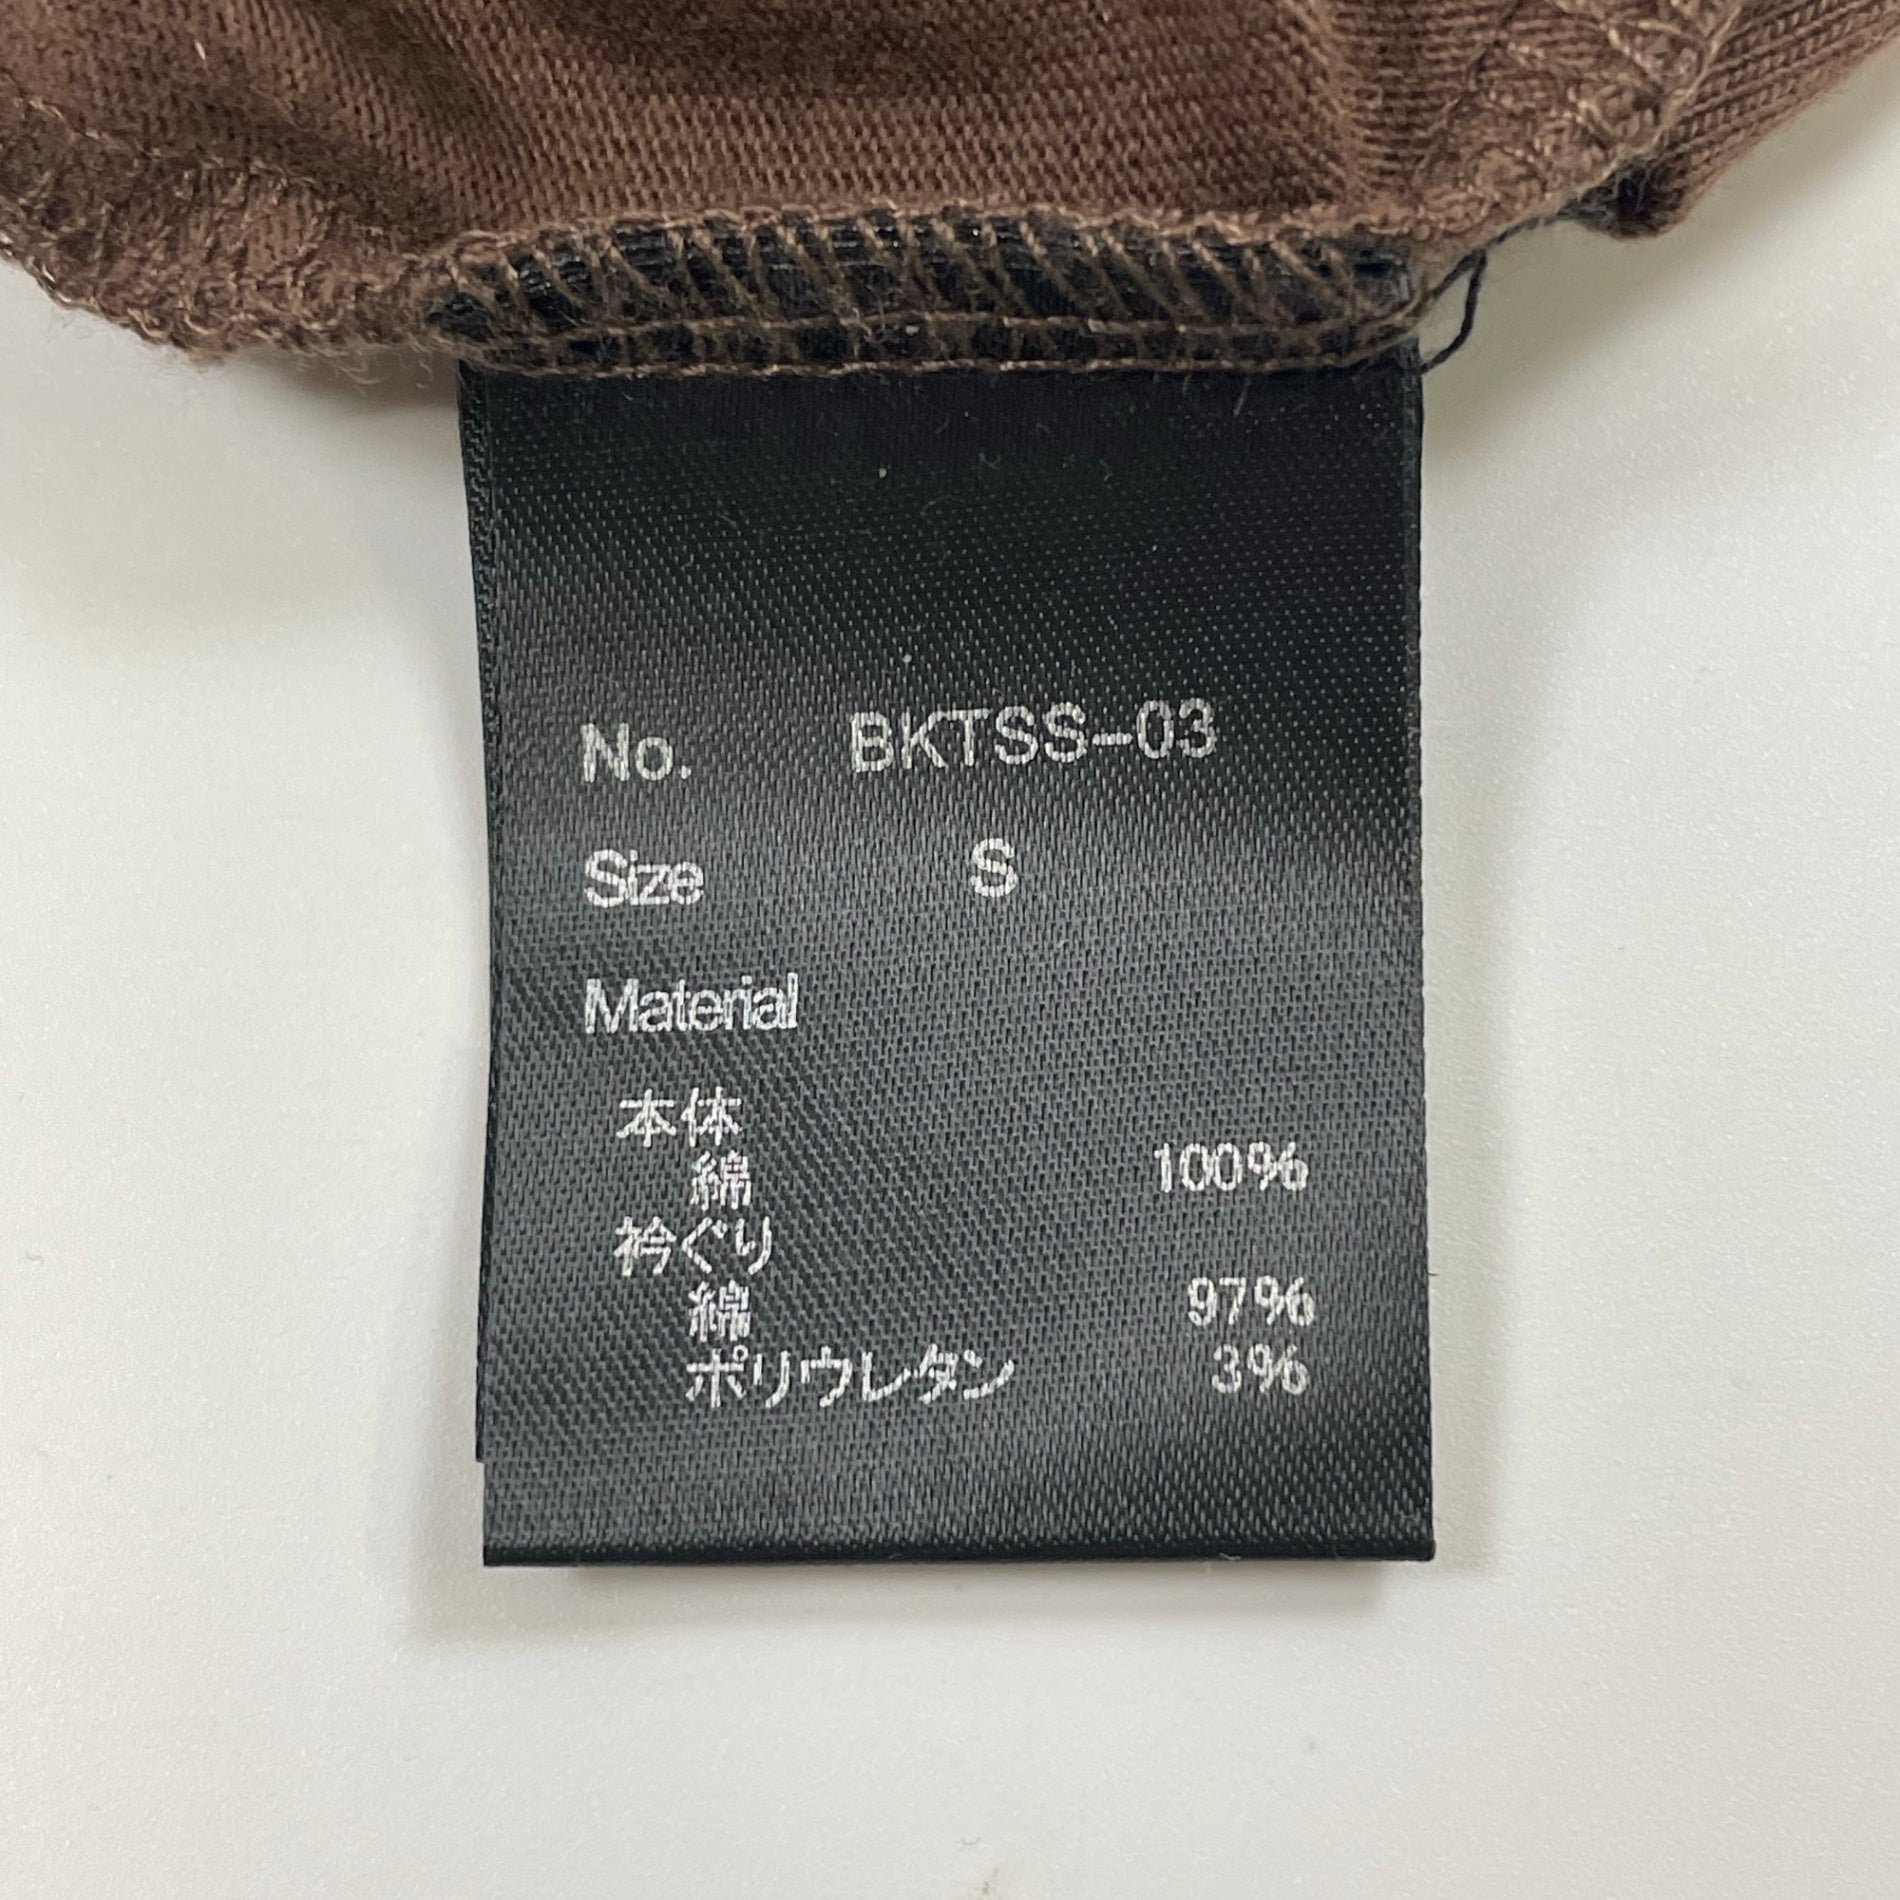 No. BKTSS-03
Size S
Material
本体
綿 100%
衿ぐり
綿 97%
ポリウレタン 3%